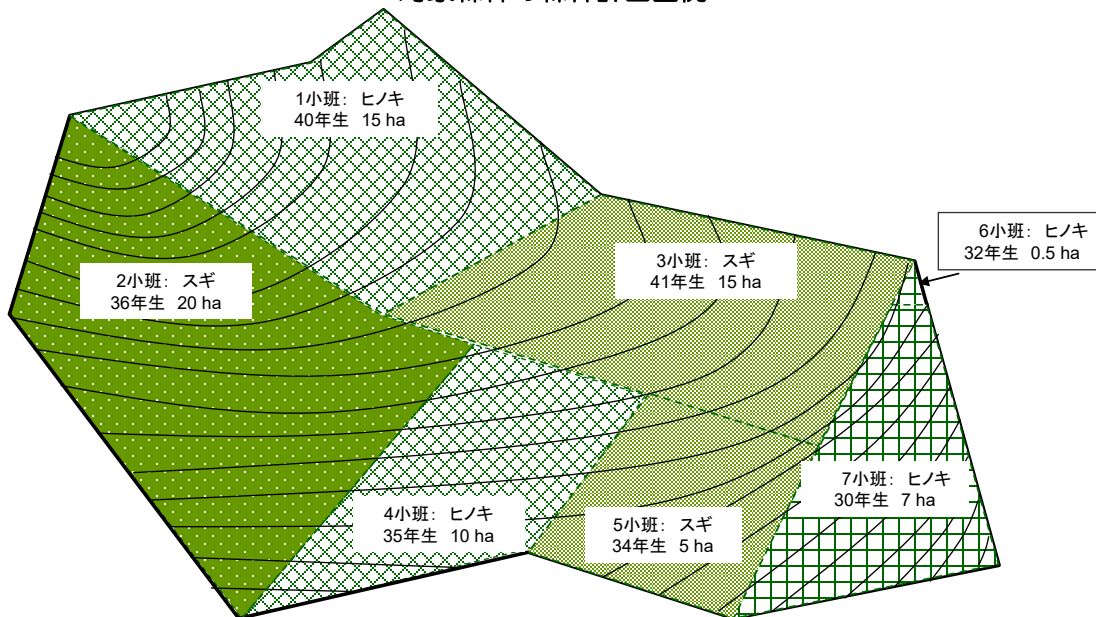 1小班: ヒノキ
40年生 15 ha
2小班: スギ
36年生 20 ha
3小班: スギ
41年生 15 ha
6小班: ヒノキ
32年生 0.5 ha
4小班: ヒノキ
35年生 10 ha
5小班: スギ
34年生 5 ha
7小班: ヒノキ
30年生 7 ha